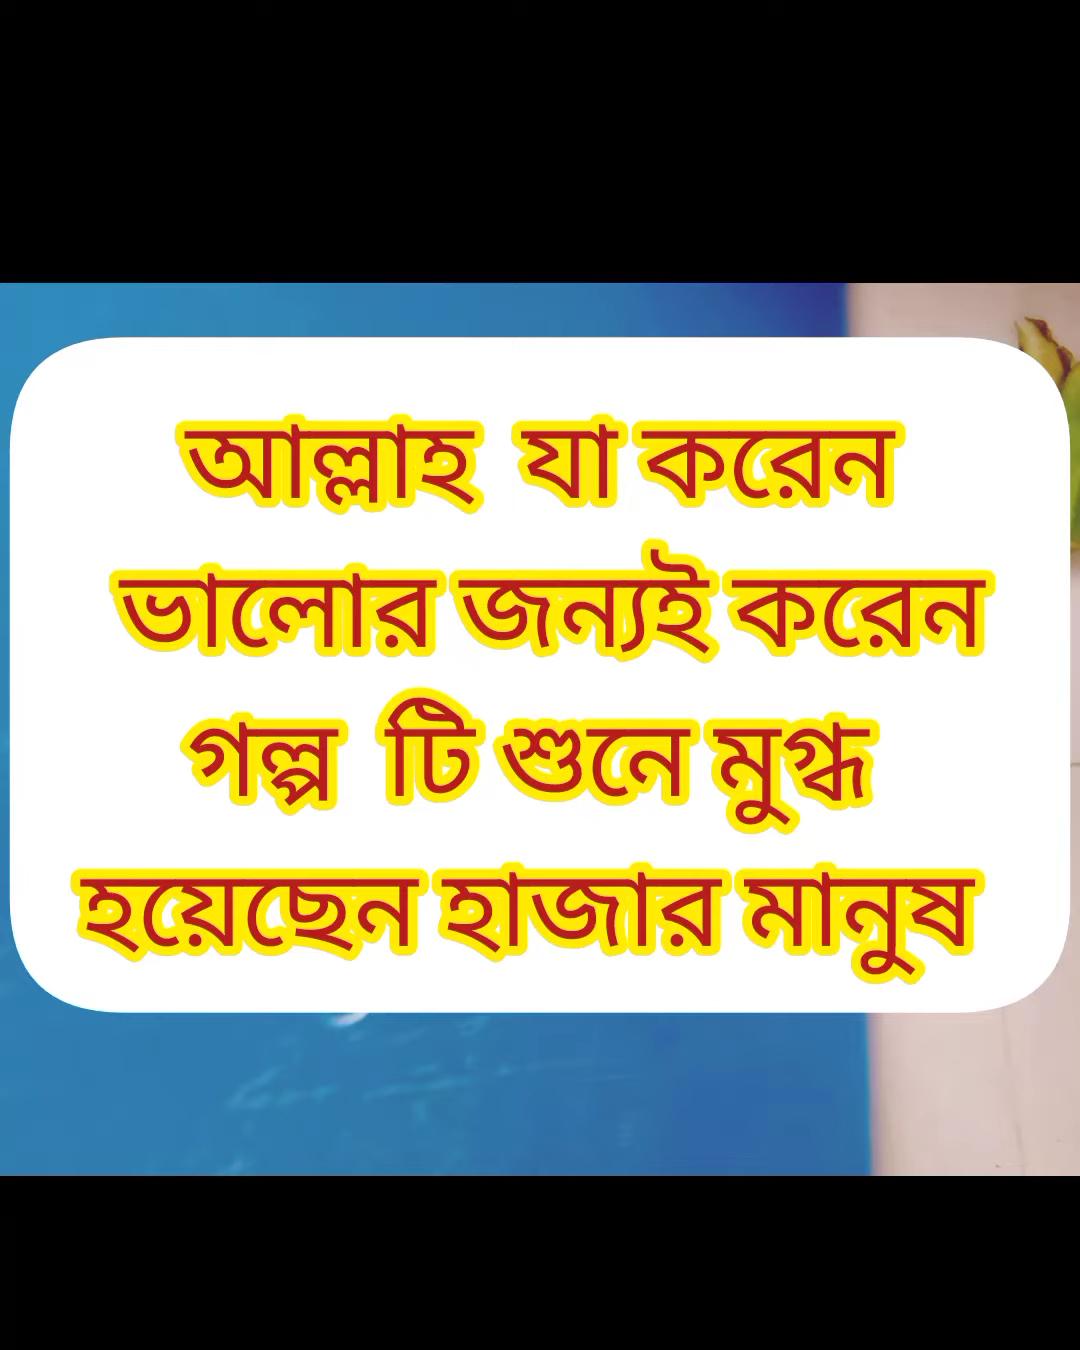 আল্লাহ যা করেন
ভালোর জন্যই করেন
গল্প টি শুনে মুগ্ধ
হয়েছেন হাজার মানুষ